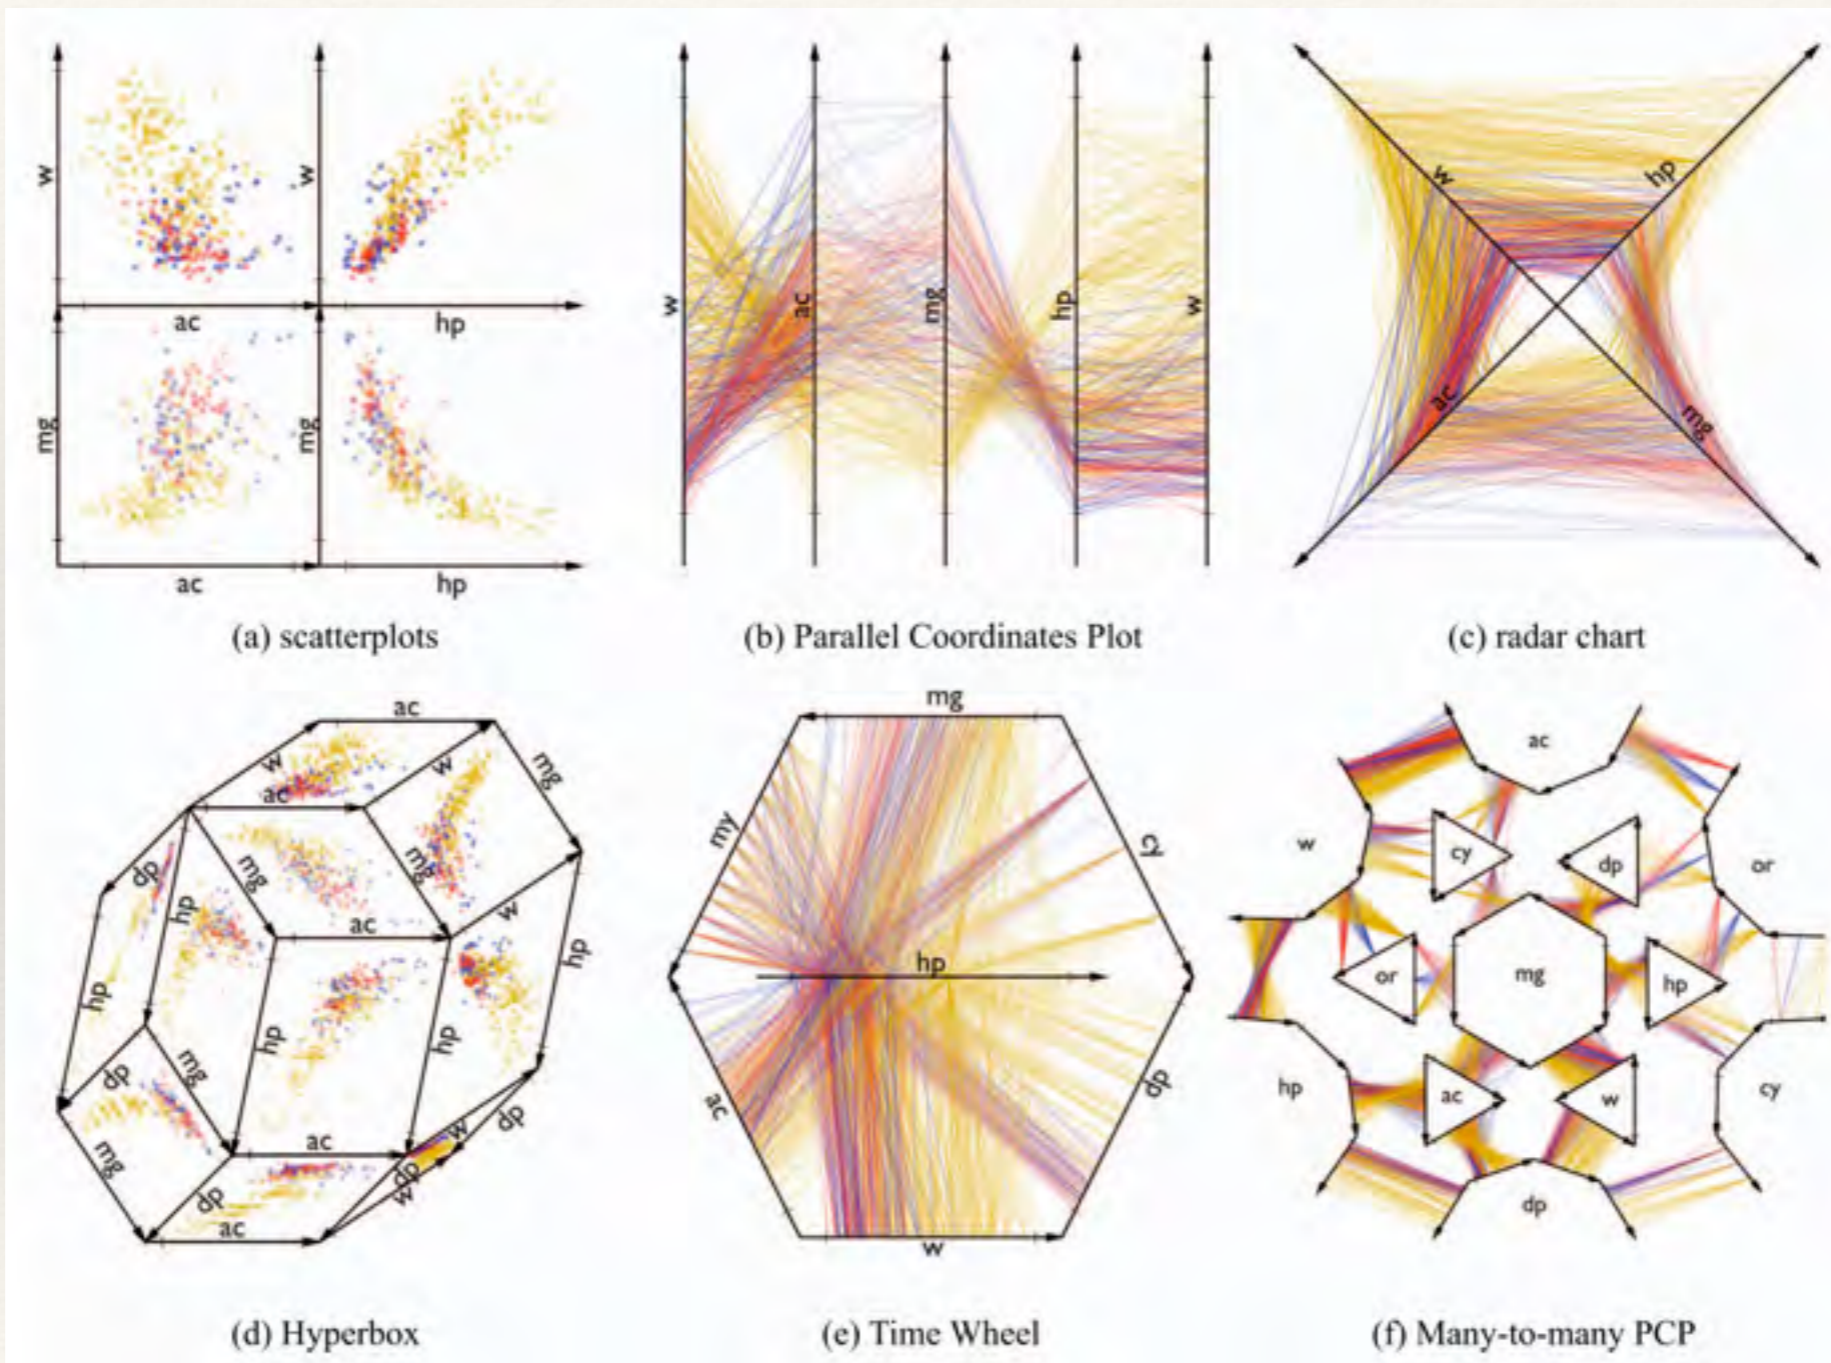 w
w
ac
hp
mg
mg
ac
hp
(a) scatterplots
w
ac
mg
hp
w
(b) Parallel Coordinates Plot
w
hp
ac
mg
(c) radar chart
ac
w
w
mg
ac
dp
mg
mg
hp
ac
w
hp
hp
hp
hp
dp
mg
mg
ac
w
dp
dp
w
dp
ac
(d) Hyperbox
mg
my
cy
hp
ac
dp
w
(e) Time Wheel
ac
w
cy
dp
or
or
mg
hp
hp
ac
w
cy
dp
(f) Many-to-many PCP